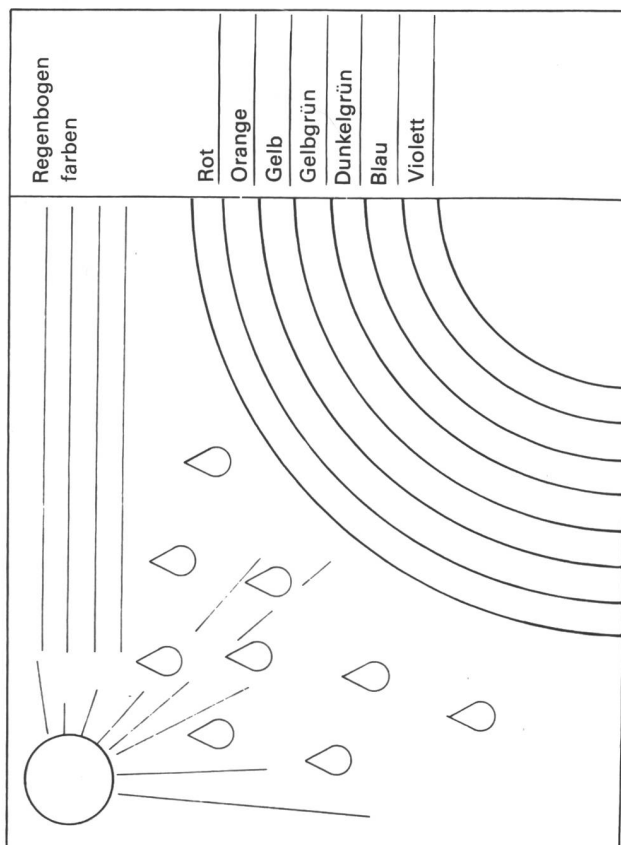 Regenbogen
farben
Rot
Orange
Gelb
Gelbgrün
Dunkelgrün
Blau
Violett